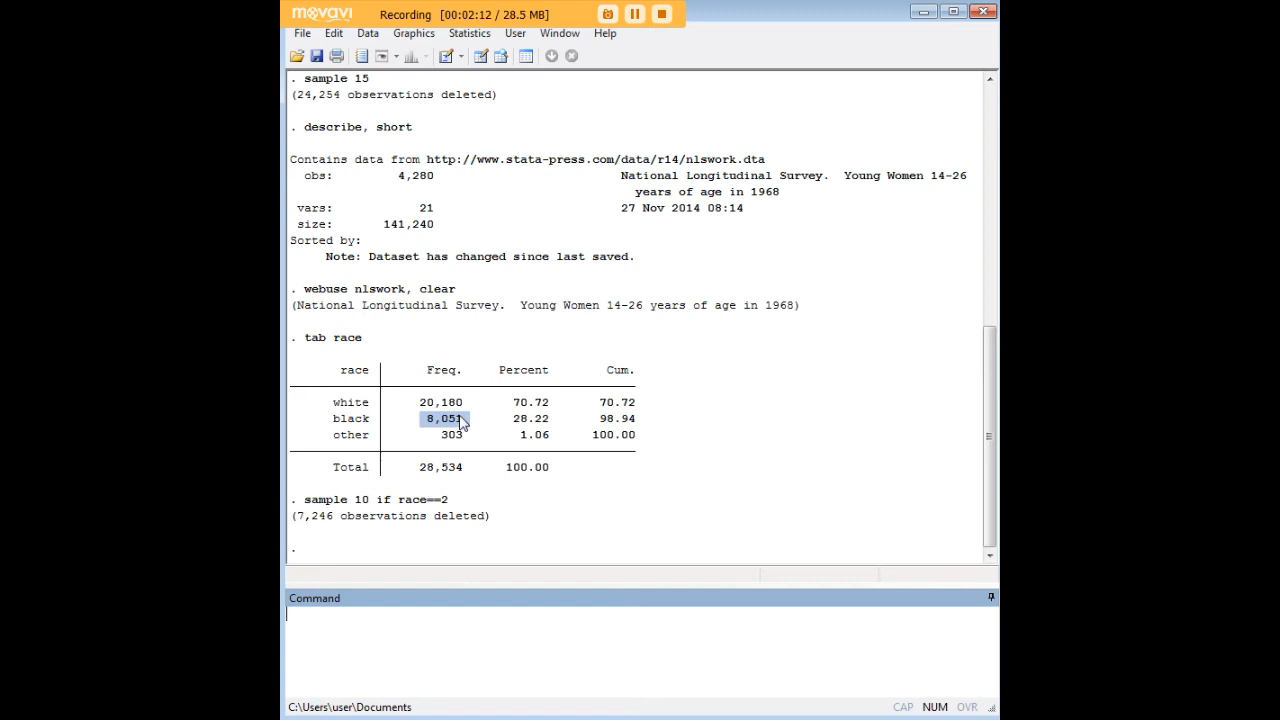 movavi Recording [00:02:12 / 28.5 MB]
File Edit Data Graphics Statistics User Window Help
. sample 15
(24,254 observations deleted)
. describe, short
Contains data from http://www.stata-press.com/data/r14/nlswork.dta
obs: 4,280 National Longitudinal Survey. Young Women 14-26
years of age in 1968
vars: 21 27 Nov 2014 08:14
size: 141,240
Sorted by:
Note: Dataset has changed since last saved.
. webuse nlswork, clear
(National Longitudinal Survey. Young Women 14-26 years of age in 1968)
. tab race
race Freq. Percent Cum.
white 20,180 70.72 70.72
black 8,051 28.22 98.94
other 303 1.06 100.00
Total 28,534 100.00
. sample 10 if race==2
(7,246 observations deleted)
.
Command
C:\Users\user\Documents CAP NUM OVR